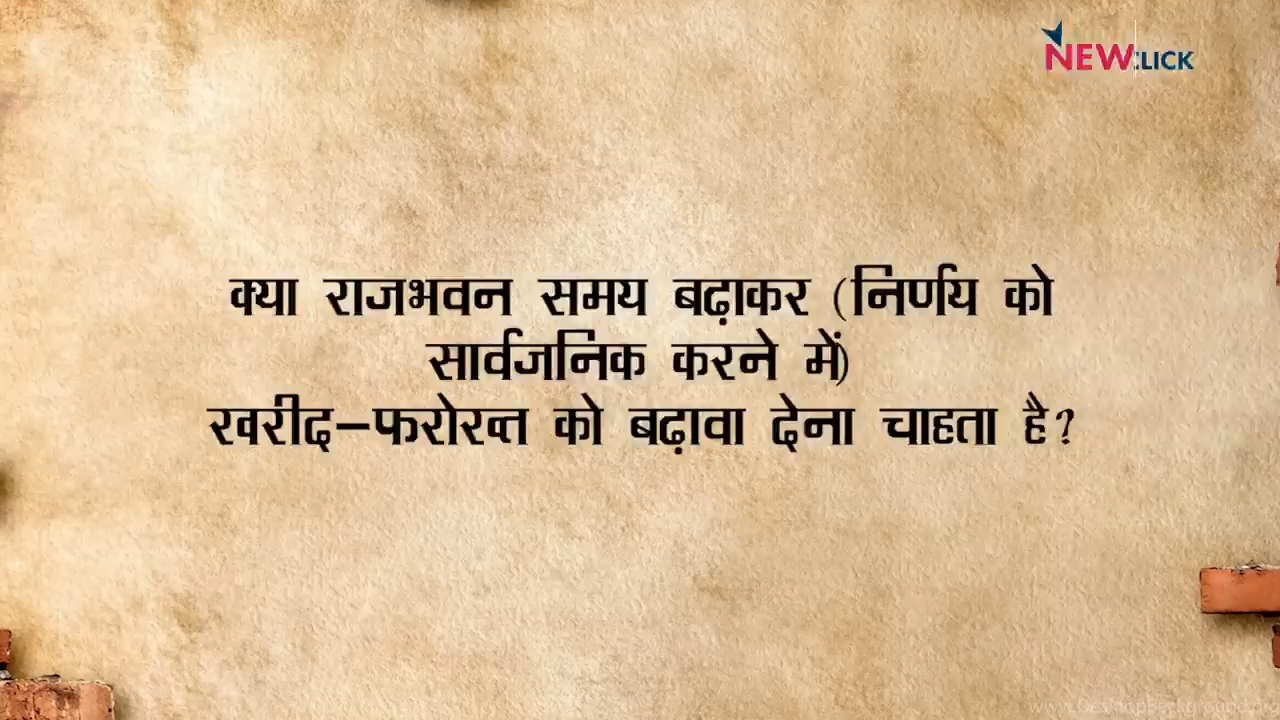 NEWSCLICK
क्या राजभवन समय बढ़ाकर (निर्णय को
सार्वजनिक करने में)
खरीद-फरोख्त को बढ़ावा देना चाहता है?